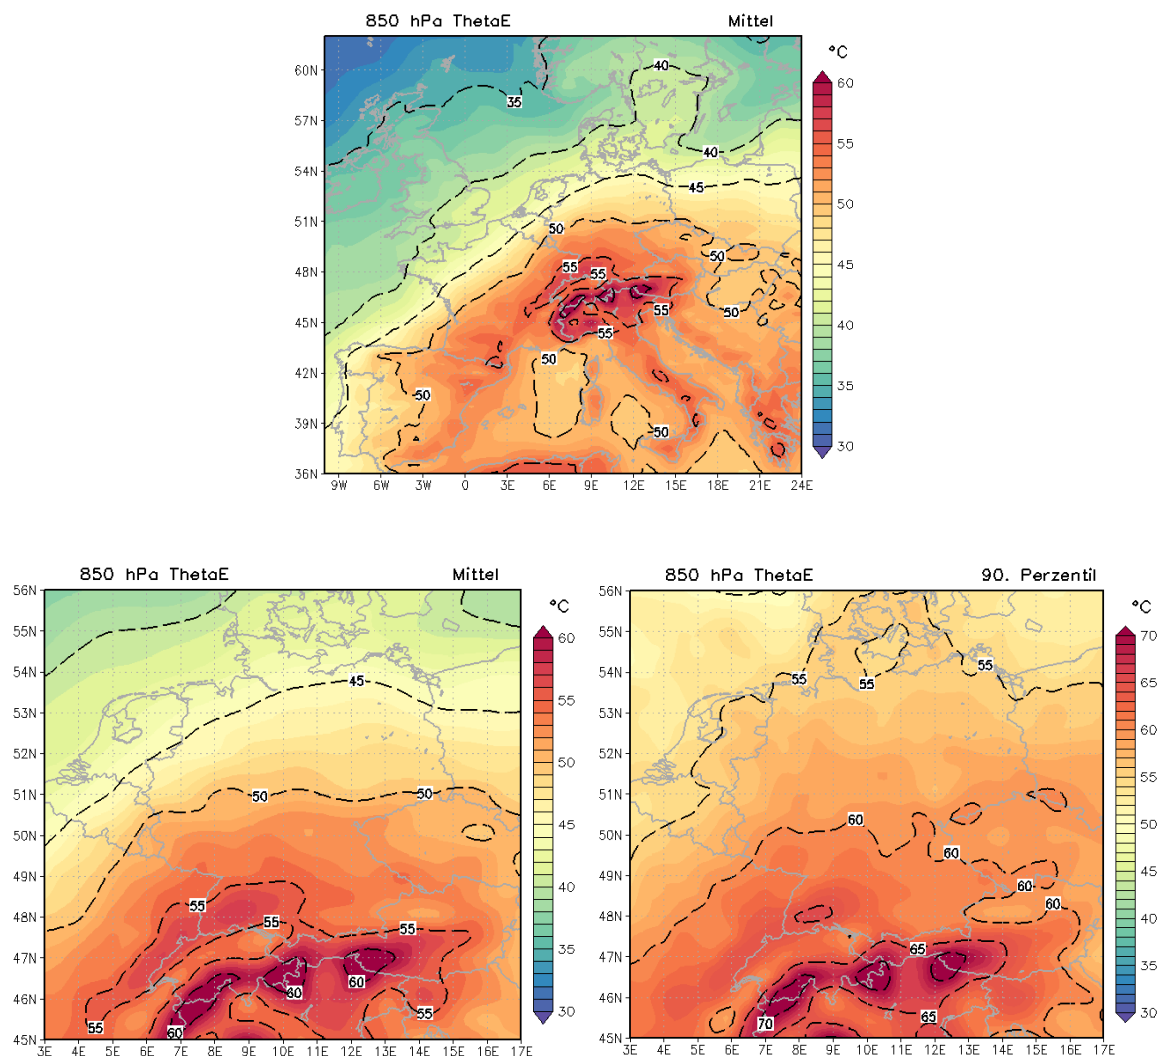 850 hPa ThetaE Mittel
°C
60N
57N
54N
51N
48N
45N
42N
39N
36N
9W 6W 3W 0 3E 6E 9E 12E 15E 18E 21E 24E
40
35
40
45
50
50
55
55
50
55
55
50
50
50
60
55
50
45
40
35
30
850 hPa ThetaE Mittel
°C
56N
55N
54N
53N
52N
51N
50N
49N
48N
47N
46N
45N
3E 4E 5E 6E 7E 8E 9E 10E 11E 12E 13E 14E 15E 16E 17E
45
50
50
55
55
55
60
60
55
55
60
60
55
50
45
40
35
30
850 hPa ThetaE 90. Perzentil
°C
56N
55N
54N
53N
52N
51N
50N
49N
48N
47N
46N
45N
3E 4E 5E 6E 7E 8E 9E 10E 11E 12E 13E 14E 15E 16E 17E
55
55
55
60
60
60
60
65
65
70
70
65
60
55
50
45
40
35
30